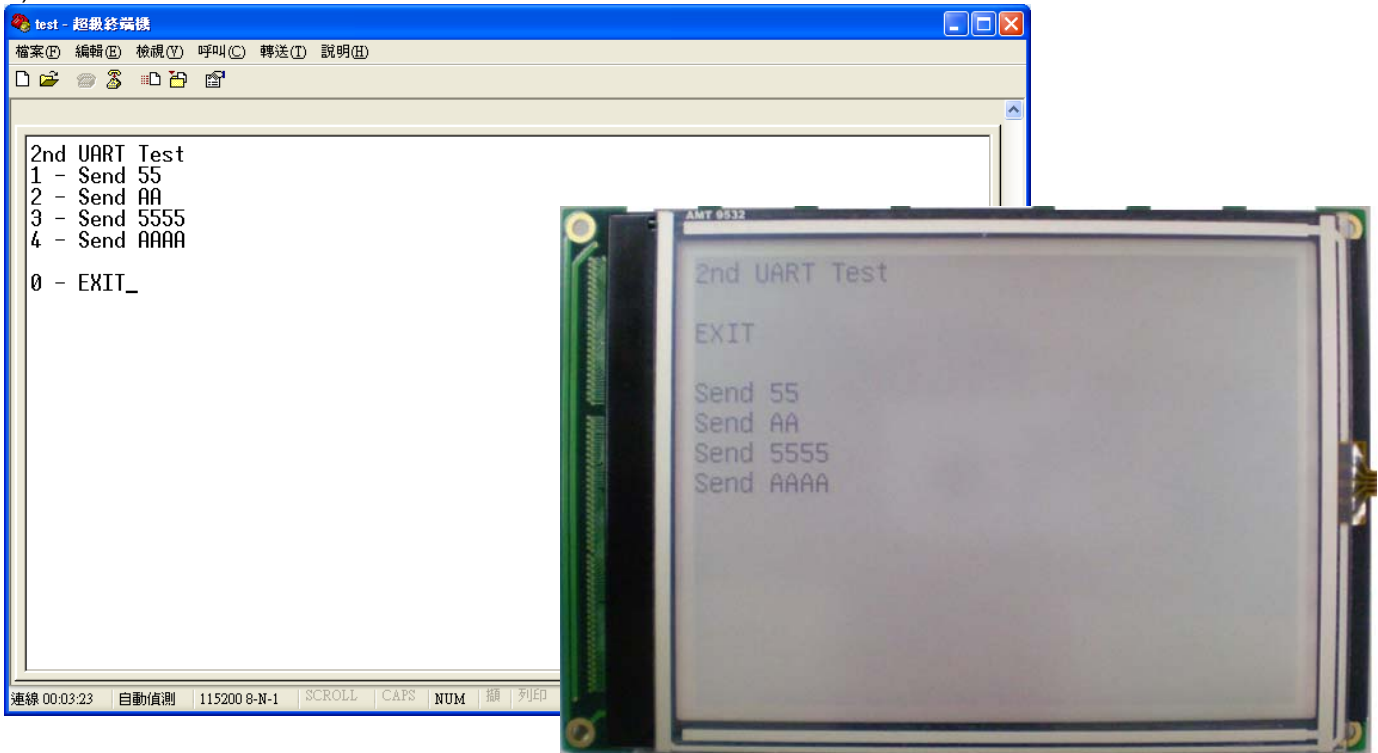 test - 超級終端機
檔案(F) 編輯(E) 檢視(V) 呼叫(C) 轉送(T) 說明(H)
2nd UART Test
1 - Send 55
2 - Send AA
3 - Send 5555
4 - Send AAAA
0 - EXIT_
連線 00:03:23 自動偵測 115200 8-N-1 SCROLL CAPS NUM 擷 列印
AMT 9532
2nd UART Test
EXIT
Send 55
Send AA
Send 5555
Send AAAA